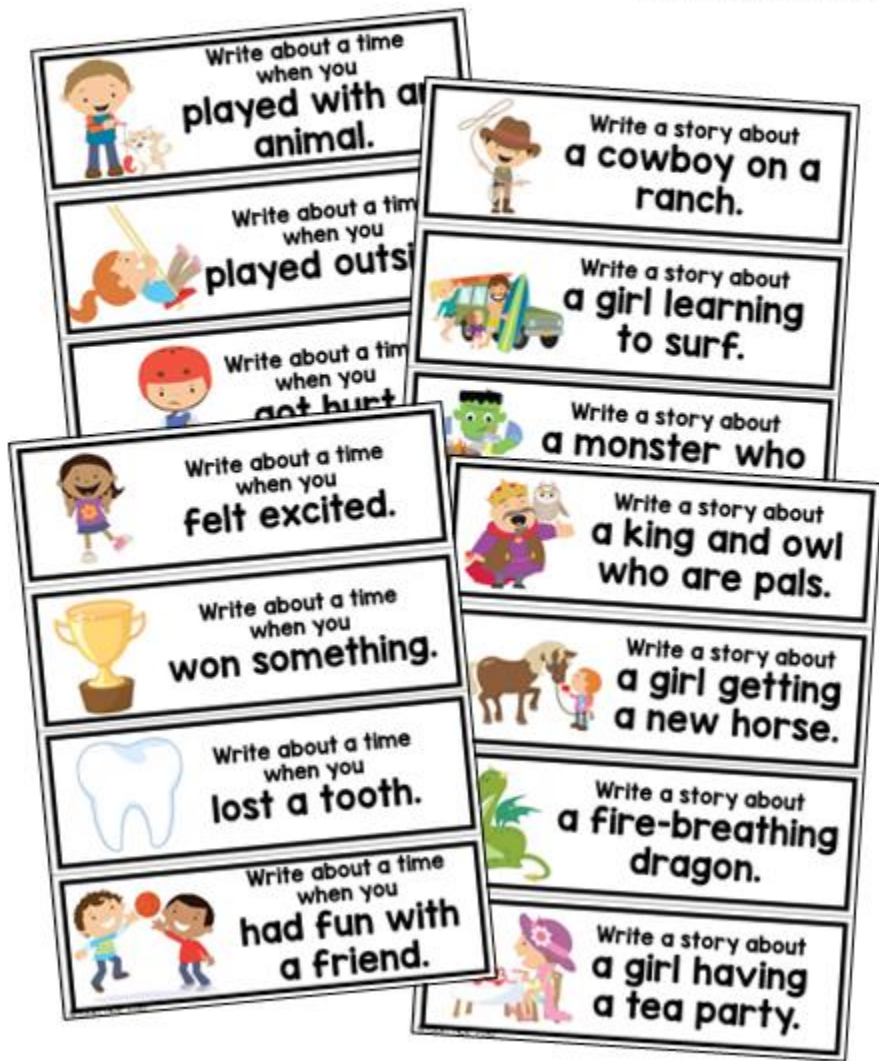 Write about a time
when you
played with an
animal.
Write about a tim
when you
played outsi
Write about a tim
when you
got hurt
Write a story about
a cowboy on a
ranch.
Write a story about
a girl learning
to surf.
Write a story about
a monster who
Write about a time
when you
felt excited.
Write about a time
when you
won something.
Write about a time
when you
lost a tooth.
Write about a time
when you
had fun with
a friend.
Write a story about
a king and owl
who are pals.
Write a story about
a girl getting
a new horse.
Write a story about
a fire-breathing
dragon.
Write a story about
a girl having
a tea party.